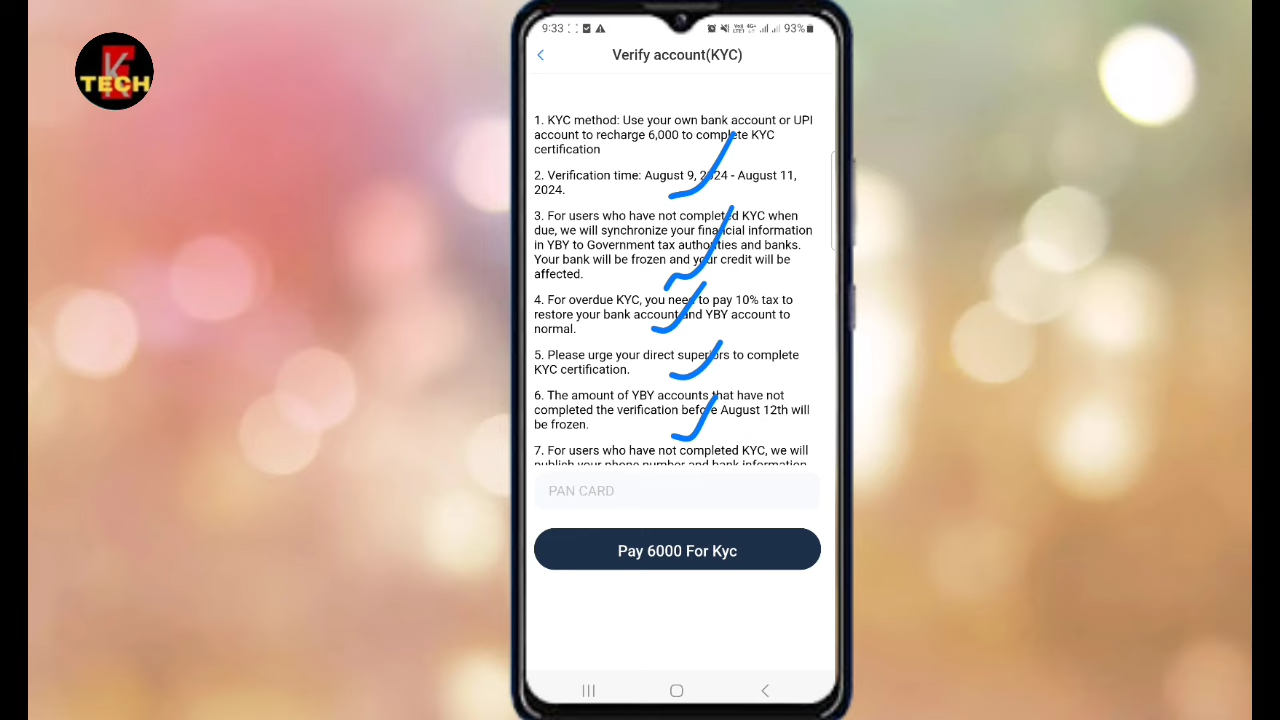 K
TECH
9:33
93%
Verify account(KYC)
1. KYC method: Use your own bank account or UPI
account to recharge 6,000 to complete KYC
certification
2. Verification time: August 9, 2024 - August 11,
2024.
3. For users who have not completed KYC when
due, we will synchronize your financial information
in YBY to Government tax authorities and banks.
Your bank will be frozen and your credit will be
affected.
4. For overdue KYC, you need to pay 10% tax to
restore your bank account and YBY account to
normal.
5. Please urge your direct superiors to complete
KYC certification.
6. The amount of YBY accounts that have not
completed the verification before August 12th will
be frozen.
7. For users who have not completed KYC, we will
publish your phone number and bank information
PAN CARD
Pay 6000 For Kyc